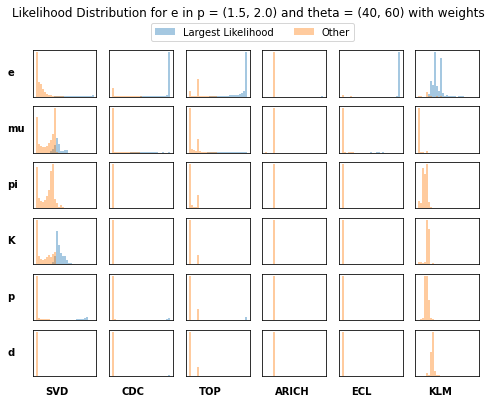 Likelihood Distribution for e in p = (1.5, 2.0) and theta = (40, 60) with weights
Largest Likelihood Other
e
mu
pi
K
p
d
SVD CDC TOP ARICH ECL KLM